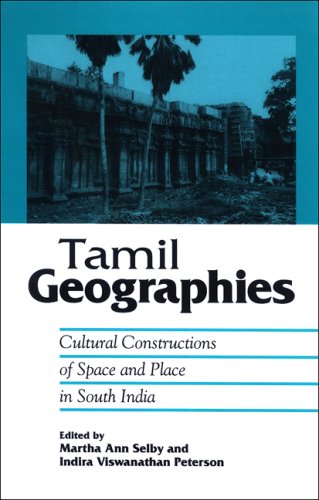 Tamil
Geographies
Cultural Constructions
of Space and Place
in South India
Edited by
Martha Ann Selby and
Indira Viswanathan Peterson